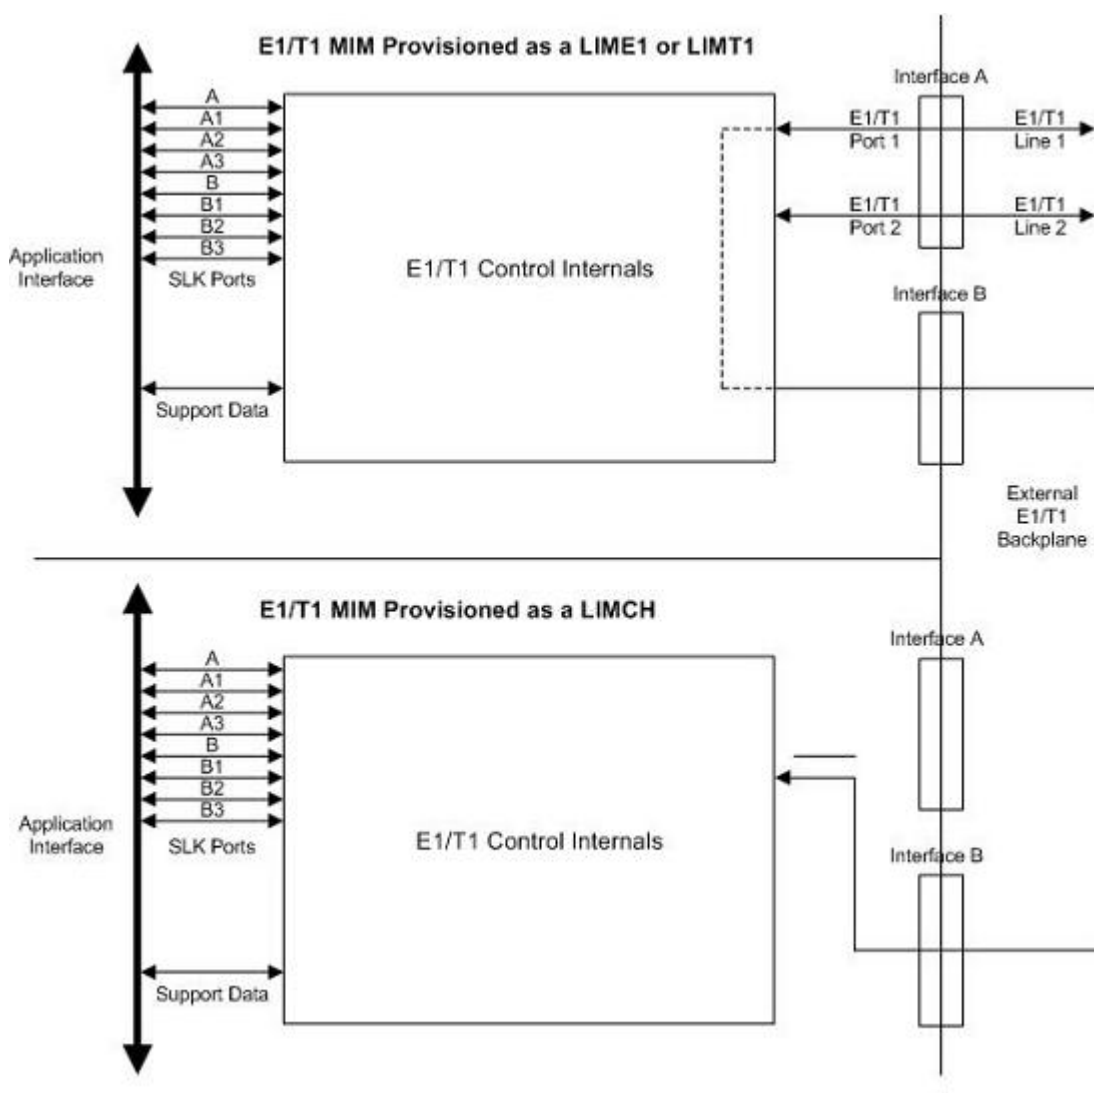 E1/T1 MIM Provisioned as a LIME1 or LIMT1
Interface A
A
A1
A2
A3
B
B1
B2
B3
SLK Ports
Application
Interface
Support Data
E1/T1 Control Internals
E1/T1
Port 1
E1/T1
Line 1
E1/T1
Port 2
E1/T1
Line 2
Interface B
External
E1/T1
Backplane
E1/T1 MIM Provisioned as a LIMCH
Interface A
A
A1
A2
A3
B
B1
B2
B3
SLK Ports
Application
Interface
Support Data
E1/T1 Control Internals
Interface B